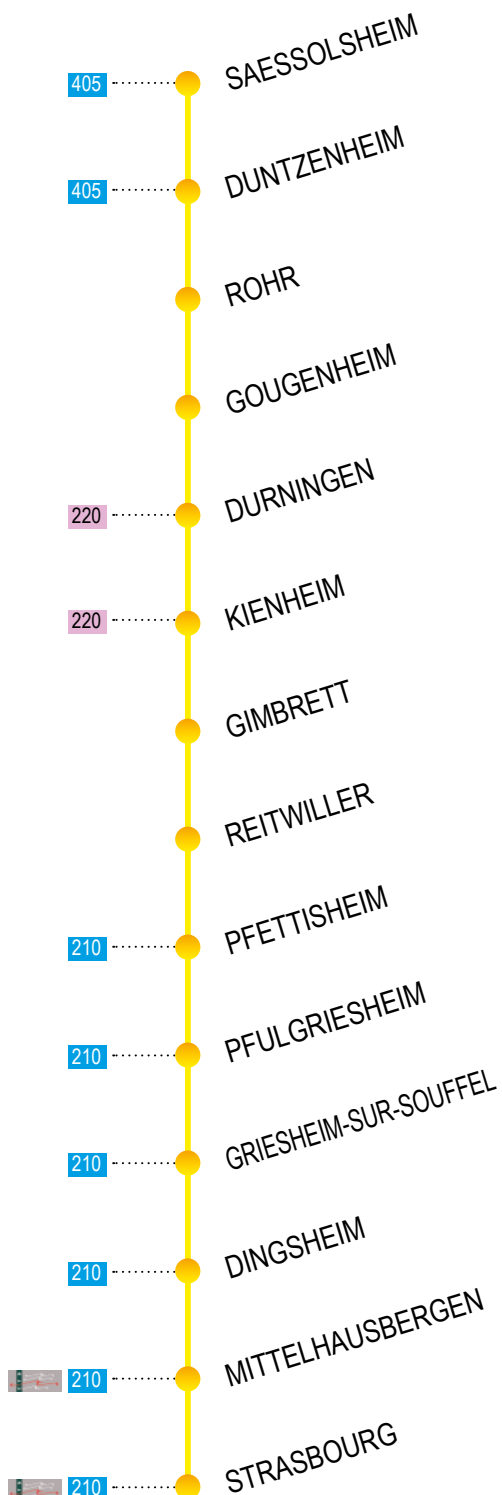 405 SAESSOLSHEIM
405 DUNTZENHEIM
ROHR
GOUGENHEIM
220 DURNINGEN
220 KIENHEIM
GIMBRETT
REITWILLER
210 PFETTISHEIM
210 PFULGRIESHEIM
210 GRIESHEIM-SUR-SOUFFEL
210 DINGSHEIM
210 MITTELHAUSBERGEN
210 STRASBOURG